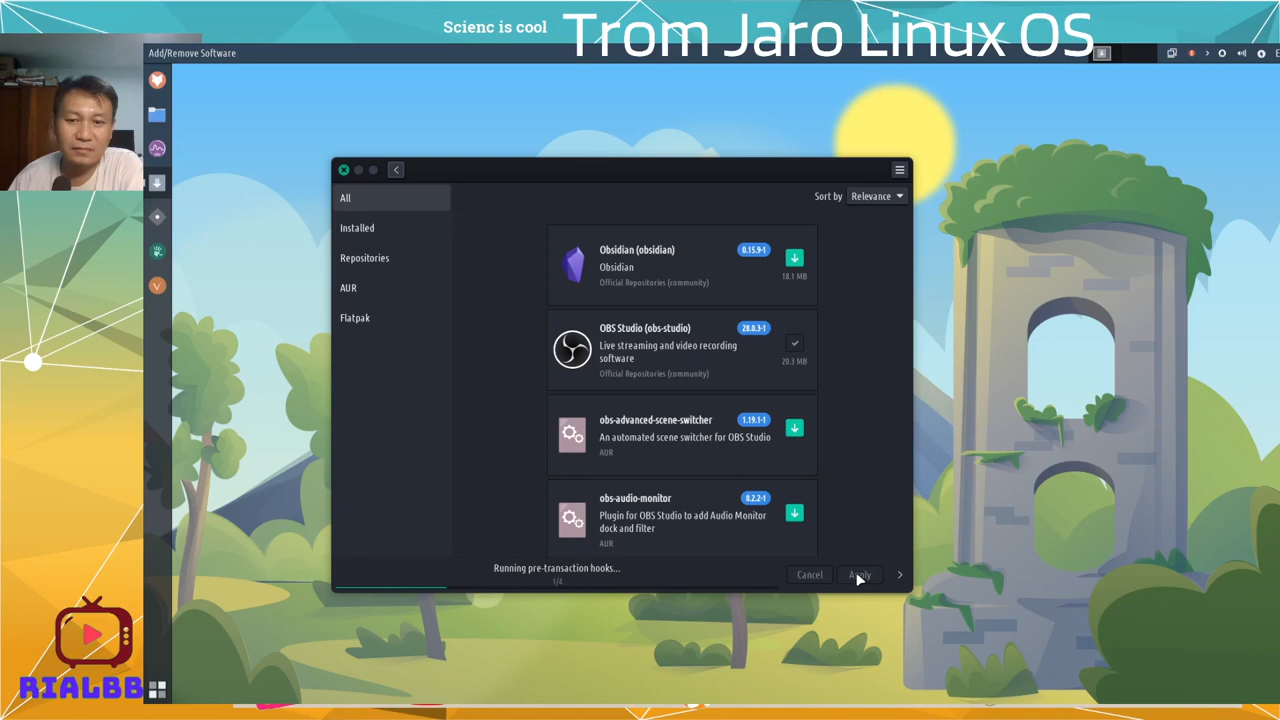 Scienc is cool
Trom Jaro Linux OS
Add/Remove Software
All
Installed
Repositories
AUR
Flatpak
Sort by Relevance
Obsidian (obsidian) 0.15.9-1
Obsidian
Official Repositories (community)
18.1 MB
OBS Studio (obs-studio) 28.0.3-1
Live streaming and video recording
software
Official Repositories (community)
20.3 MB
obs-advanced-scene-switcher 1.19.1-1
An automated scene switcher for OBS Studio
AUR
obs-audio-monitor 0.2.2-1
Plugin for OBS Studio to add Audio Monitor
dock and filter
AUR
Running pre-transaction hooks...
1/4
Cancel Apply
RIALBB